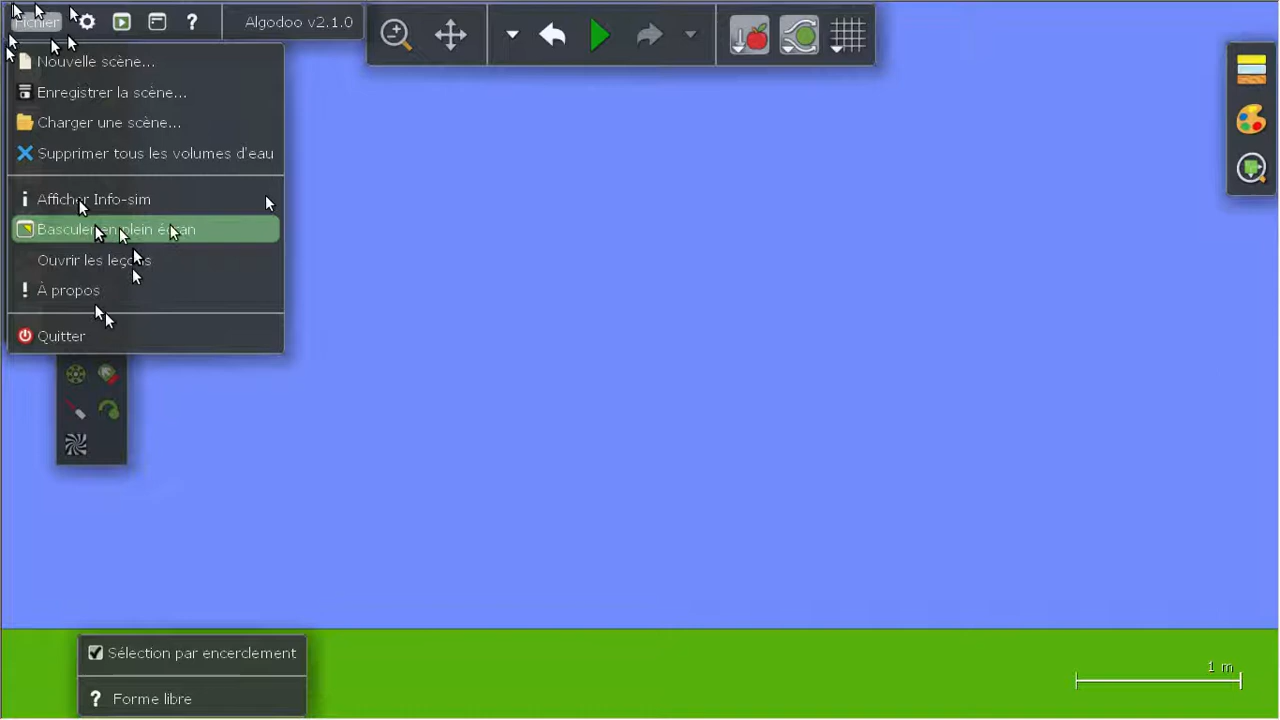 Fichier
Algodoo v2.1.0
Nouvelle scène...
Enregistrer la scène...
Charger une scène...
Supprimer tous les volumes d'eau
Afficher Info-sim
Basculer en plein écran
Ouvrir les leçons
À propos
Quitter
Sélection par encerclement
Forme libre
1 m